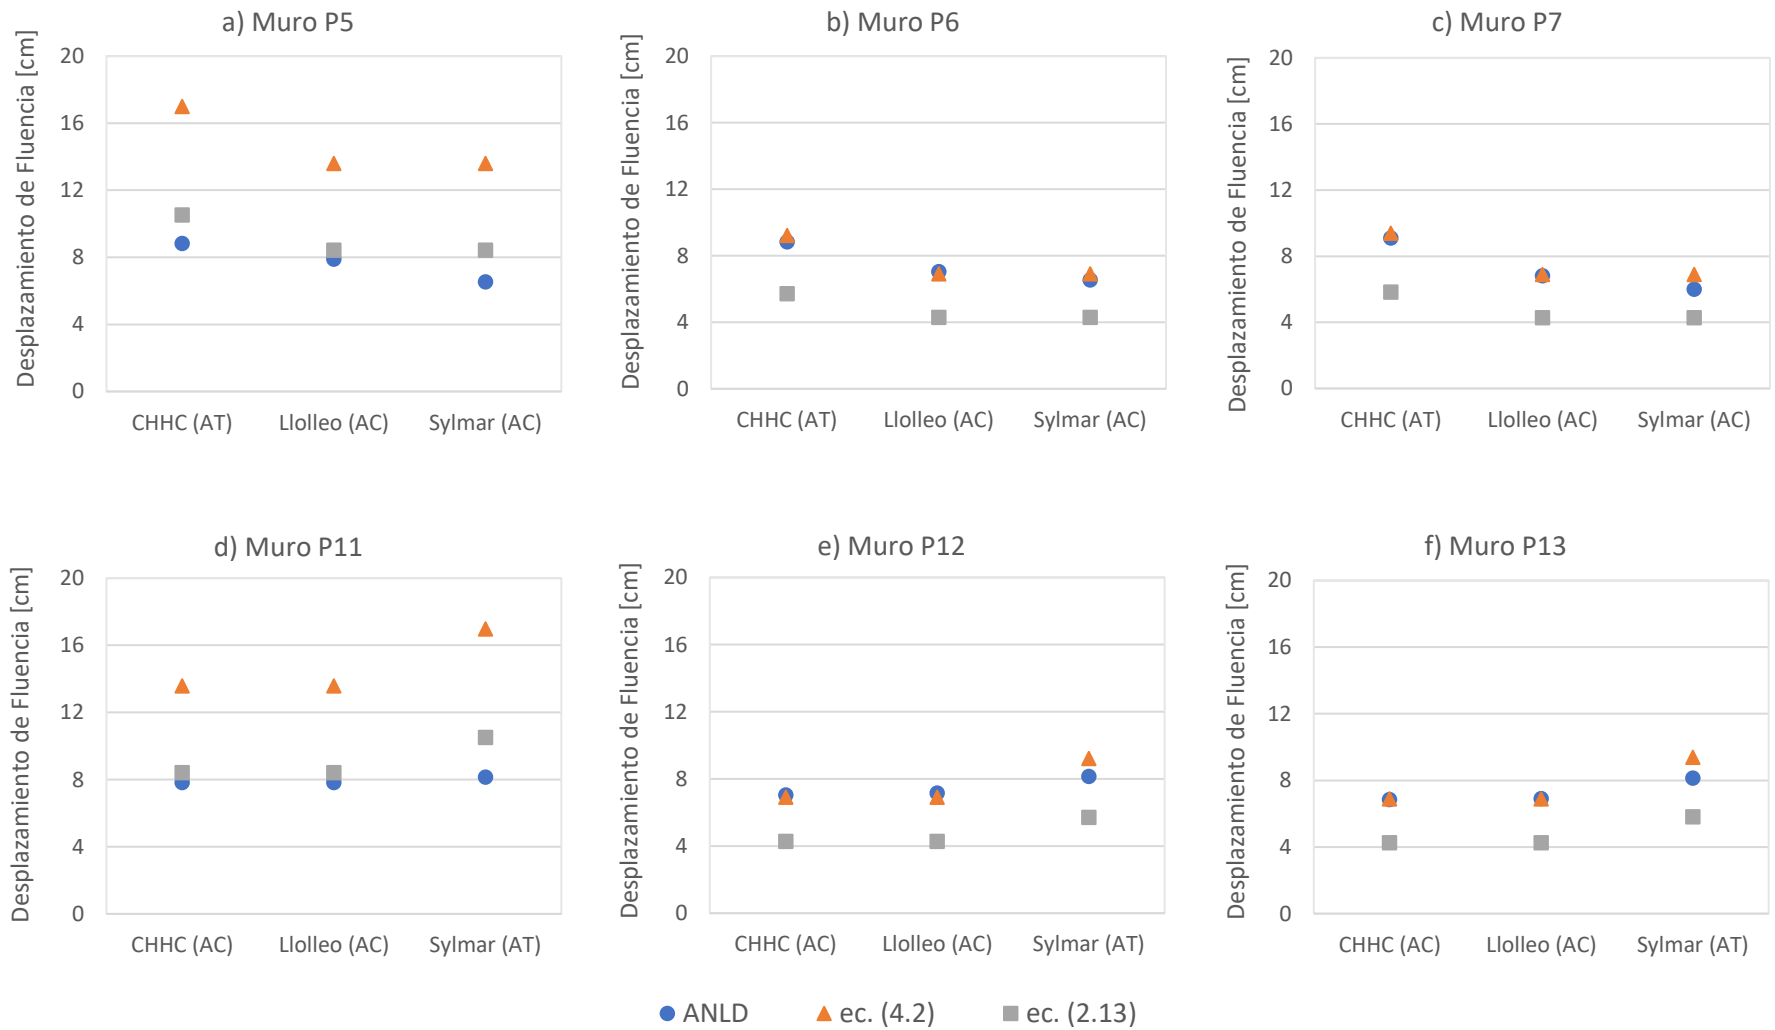 a) Muro P5
Desplazamiento de Fluencia [cm]
20
16
12
8
4
0
CHHC (AT) Llolleo (AC) Sylmar (AC)
b) Muro P6
Desplazamiento de Fluencia [cm]
20
16
12
8
4
0
CHHC (AT) Llolleo (AC) Sylmar (AC)
c) Muro P7
Desplazamiento de Fluencia [cm]
20
16
12
8
4
0
CHHC (AT) Llolleo (AC) Sylmar (AC)
d) Muro P11
Desplazamiento de Fluencia [cm]
20
16
12
8
4
0
CHHC (AC) Llolleo (AC) Sylmar (AT)
e) Muro P12
Desplazamiento de Fluencia [cm]
20
16
12
8
4
0
CHHC (AC) Llolleo (AC) Sylmar (AT)
f) Muro P13
Desplazamiento de Fluencia [cm]
20
16
12
8
4
0
CHHC (AC) Llolleo (AC) Sylmar (AT)
ANLD ec. (4.2) ec. (2.13)